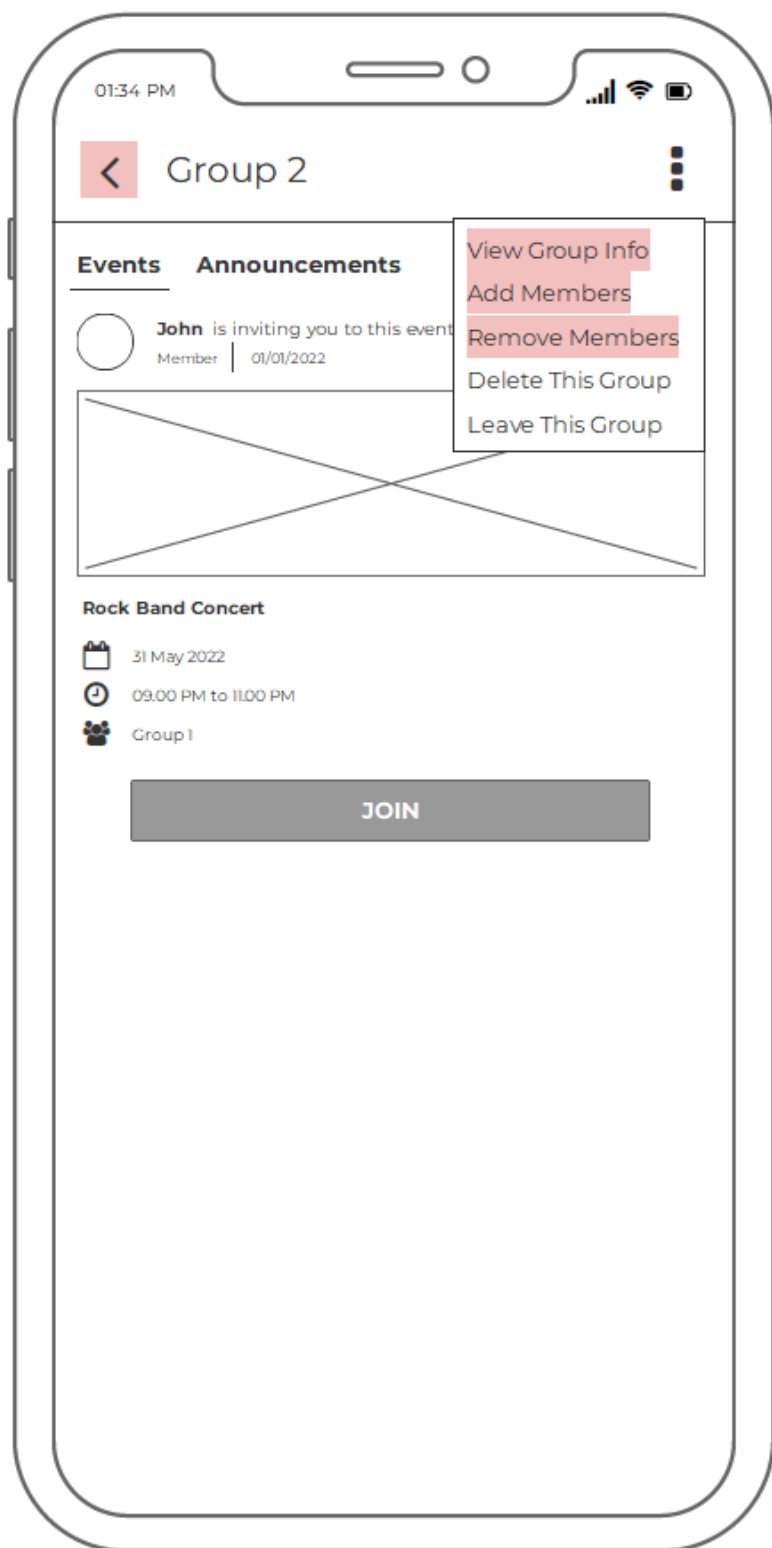 01:34 PM
Group 2
View Group Info
Add Members
Remove Members
Delete This Group
Leave This Group
Events Announcements
John is inviting you to this event
Member 01/01/2022
Rock Band Concert
31 May 2022
09.00 PM to 11.00 PM
Group 1
JOIN